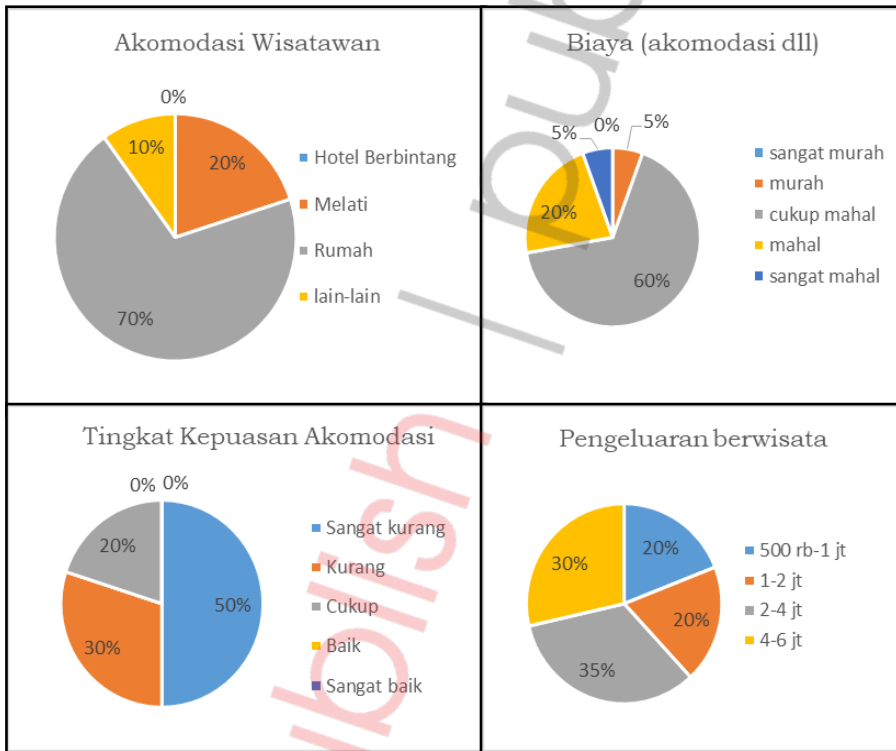 Akomodasi Wisatawan
0%
10%
20%
70%
Hotel Berbintang
Melati
Rumah
lain-lain
Biaya (akomodasi dll)
5%
0%
5%
20%
60%
sangat murah
murah
cukup mahal
mahal
sangat mahal
Tingkat Kepuasan Akomodasi
0%
0%
20%
50%
30%
Sangat kurang
Kurang
Cukup
Baik
Sangat baik
Pengeluaran berwisata
30%
20%
20%
35%
500 rb-1 jt
1-2 jt
2-4 jt
4-6 jt
ublish / pub